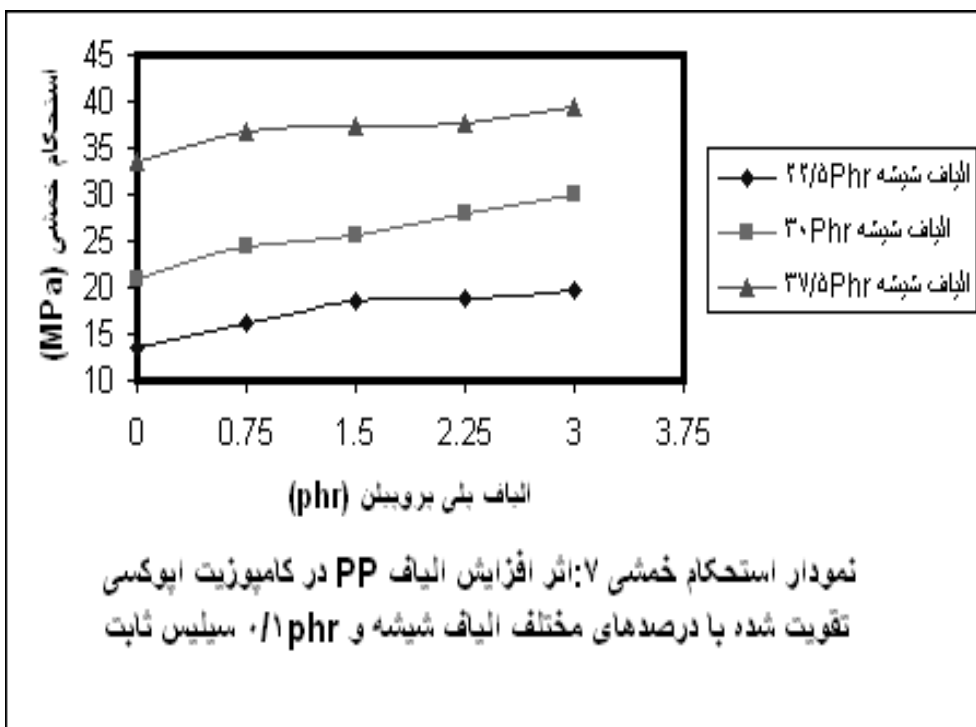 استحکام خمشی (MPa)
45
40
35
30
25
20
15
10
0 0.75 1.5 2.25 3 3.75
الیاف پلی پروپیلن (phr)
الیاف شیشه ۲۲/۵Phr
الیاف شیشه ۳۰Phr
الیاف شیشه ۳۷/۵Phr
نمودار استحکام خمشی ۷:اثر افزایش الیاف PP در کامپوزیت اپوکسی
تقویت شده با درصدهای مختلف الیاف شیشه و ۰/۱phr سیلیس ثابت